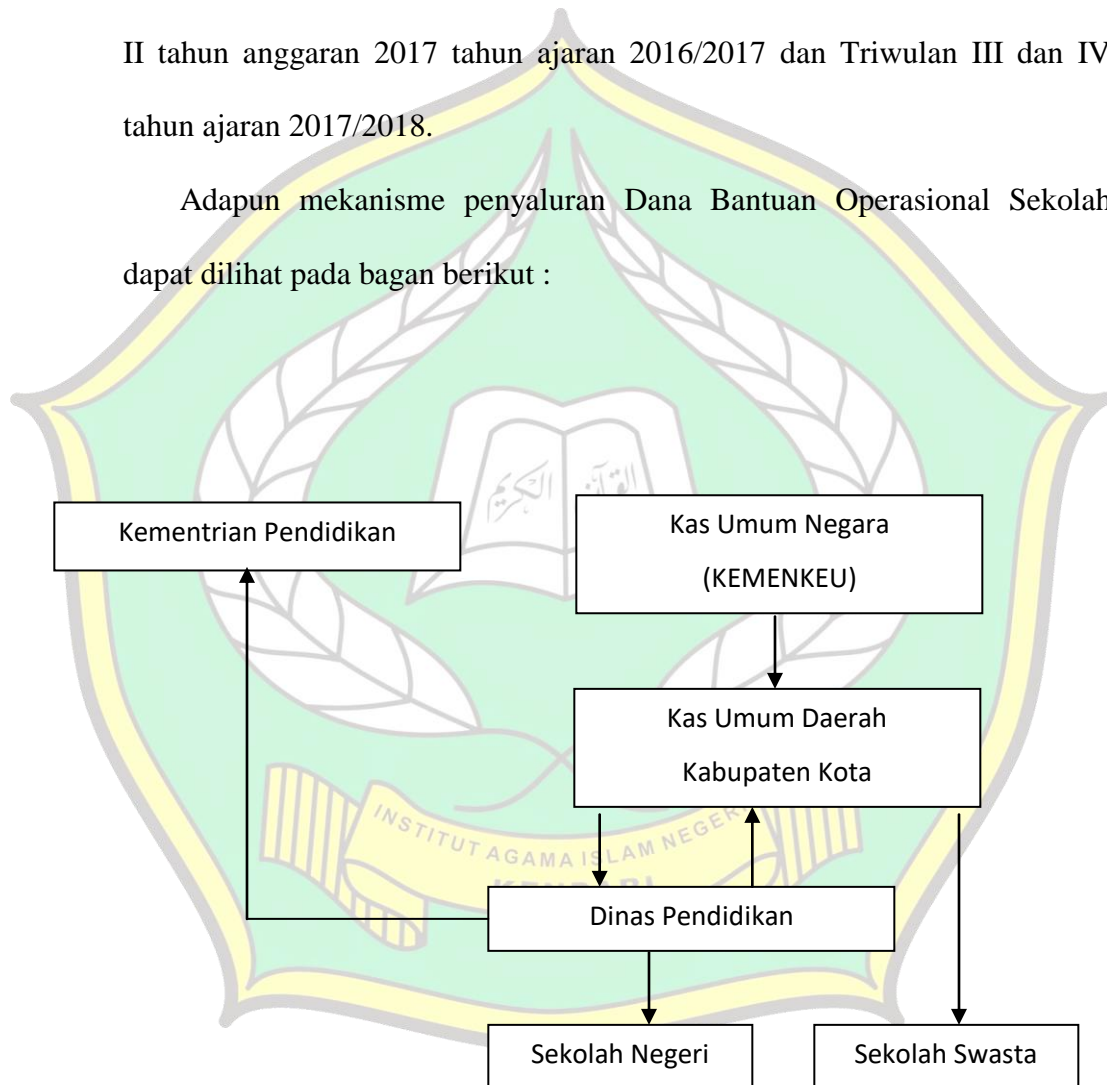 II tahun anggaran 2017 tahun ajaran 2016/2017 dan Triwulan III dan IV
tahun ajaran 2017/2018.
Adapun mekanisme penyaluran Dana Bantuan Operasional Sekolah
dapat dilihat pada bagan berikut :
القرآن الكريم
Kementrian Pendidikan
Kas Umum Negara
(KEMENKEU)
Kas Umum Daerah
Kabupaten Kota
INSTITUT AGAMA ISLAM NEGERI
Dinas Pendidikan
Sekolah Negeri
Sekolah Swasta